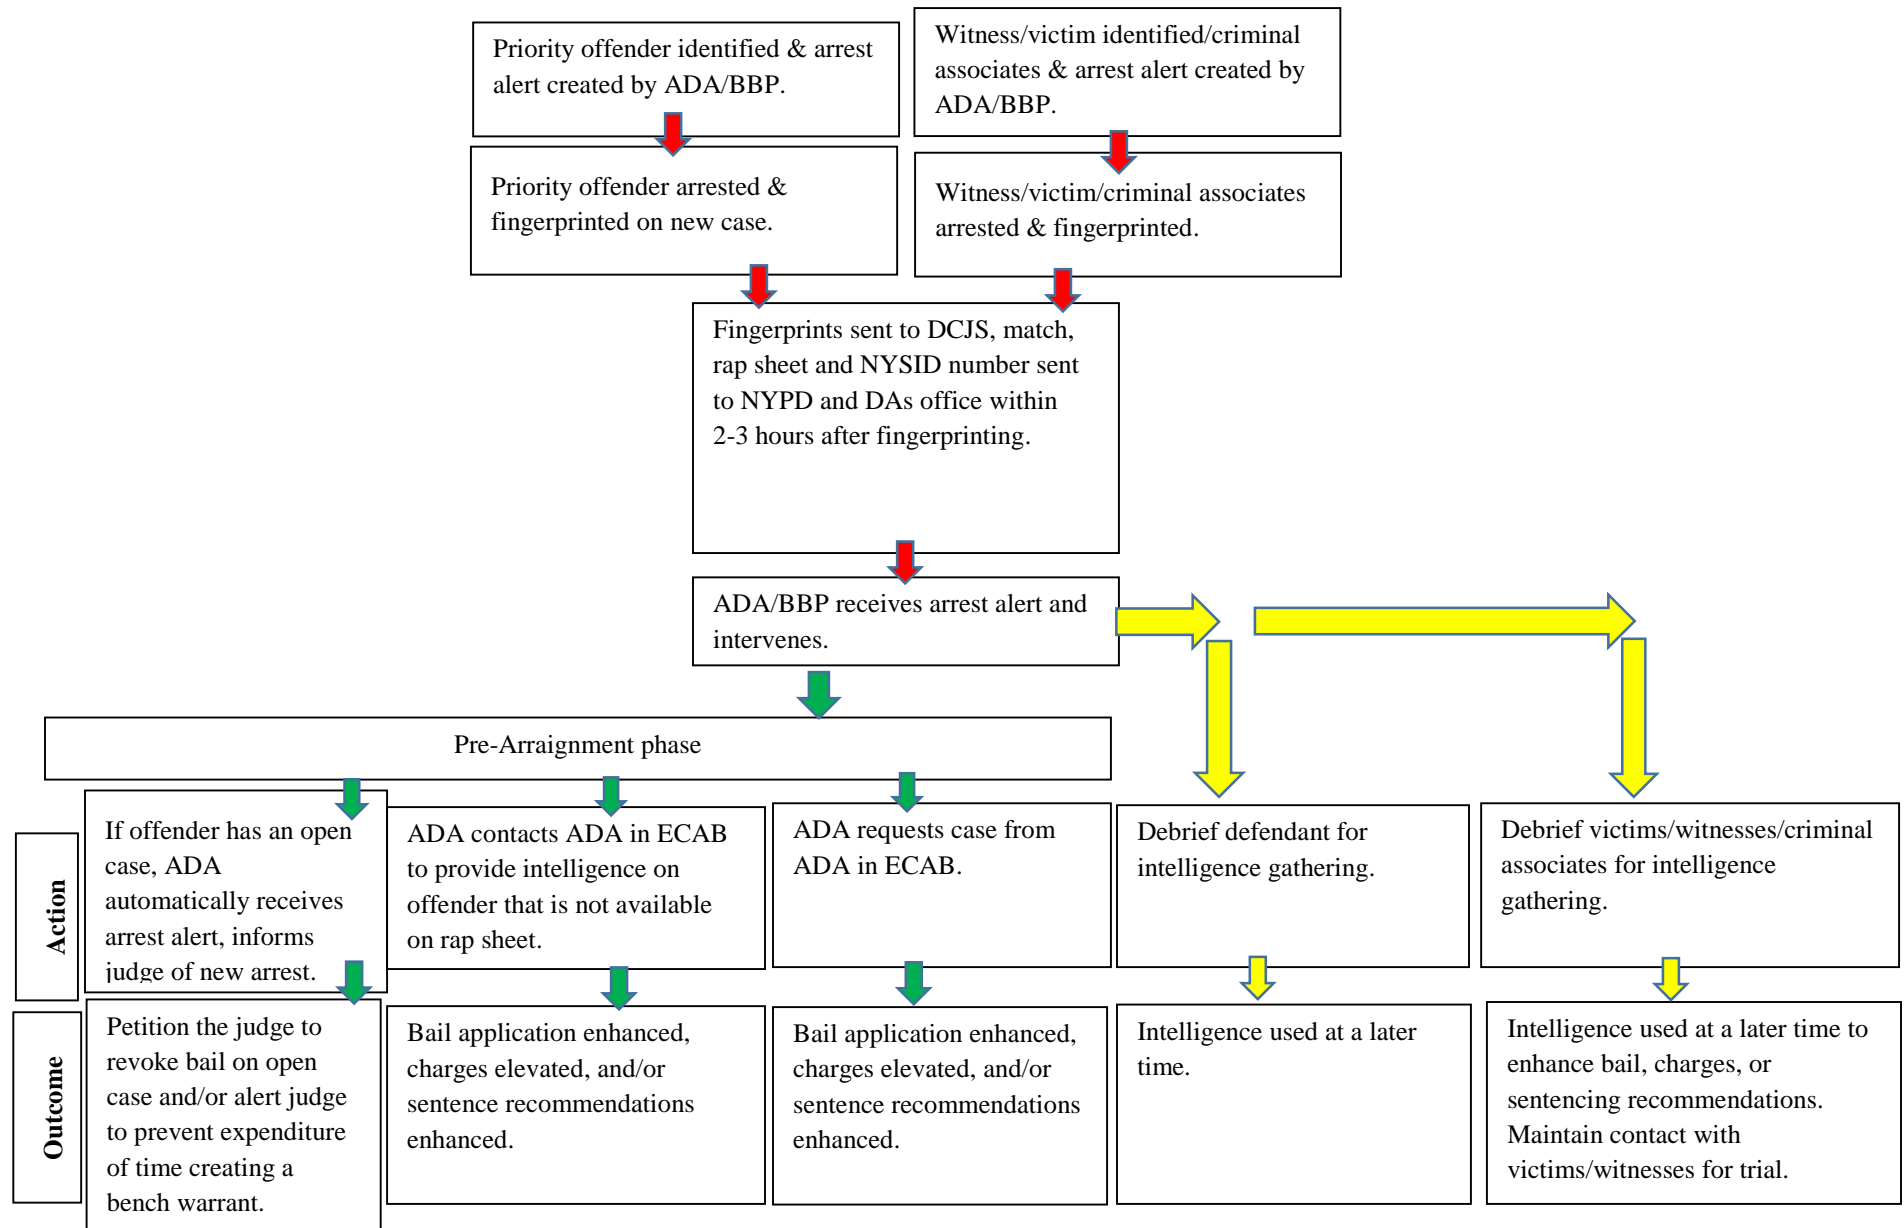 Priority offender identified & arrest
alert created by ADA/BBP.
Witness/victim identified/criminal
associates & arrest alert created by
ADA/BBP.
Priority offender arrested &
fingerprinted on new case.
Witness/victim/criminal associates
arrested & fingerprinted.
Fingerprints sent to DCJS, match,
rap sheet and NYSID number sent
to NYPD and DAs office within
2-3 hours after fingerprinting.
ADA/BBP receives arrest alert and
intervenes.
Pre-Arraignment phase
Action
If offender has an open
case, ADA
automatically receives
arrest alert, informs
judge of new arrest.
ADA contacts ADA in ECAB
to provide intelligence on
offender that is not available
on rap sheet.
ADA requests case from
ADA in ECAB.
Debrief defendant for
intelligence gathering.
Debrief victims/witnesses/criminal
associates for intelligence
gathering.
Outcome
Petition the judge to
revoke bail on open
case and/or alert judge
to prevent expenditure
of time creating a
bench warrant.
Bail application enhanced,
charges elevated, and/or
sentence recommendations
enhanced.
Bail application enhanced,
charges elevated, and/or
sentence recommendations
enhanced.
Intelligence used at a later
time.
Intelligence used at a later time to
enhance bail, charges, or
sentencing recommendations.
Maintain contact with
victims/witnesses for trial.